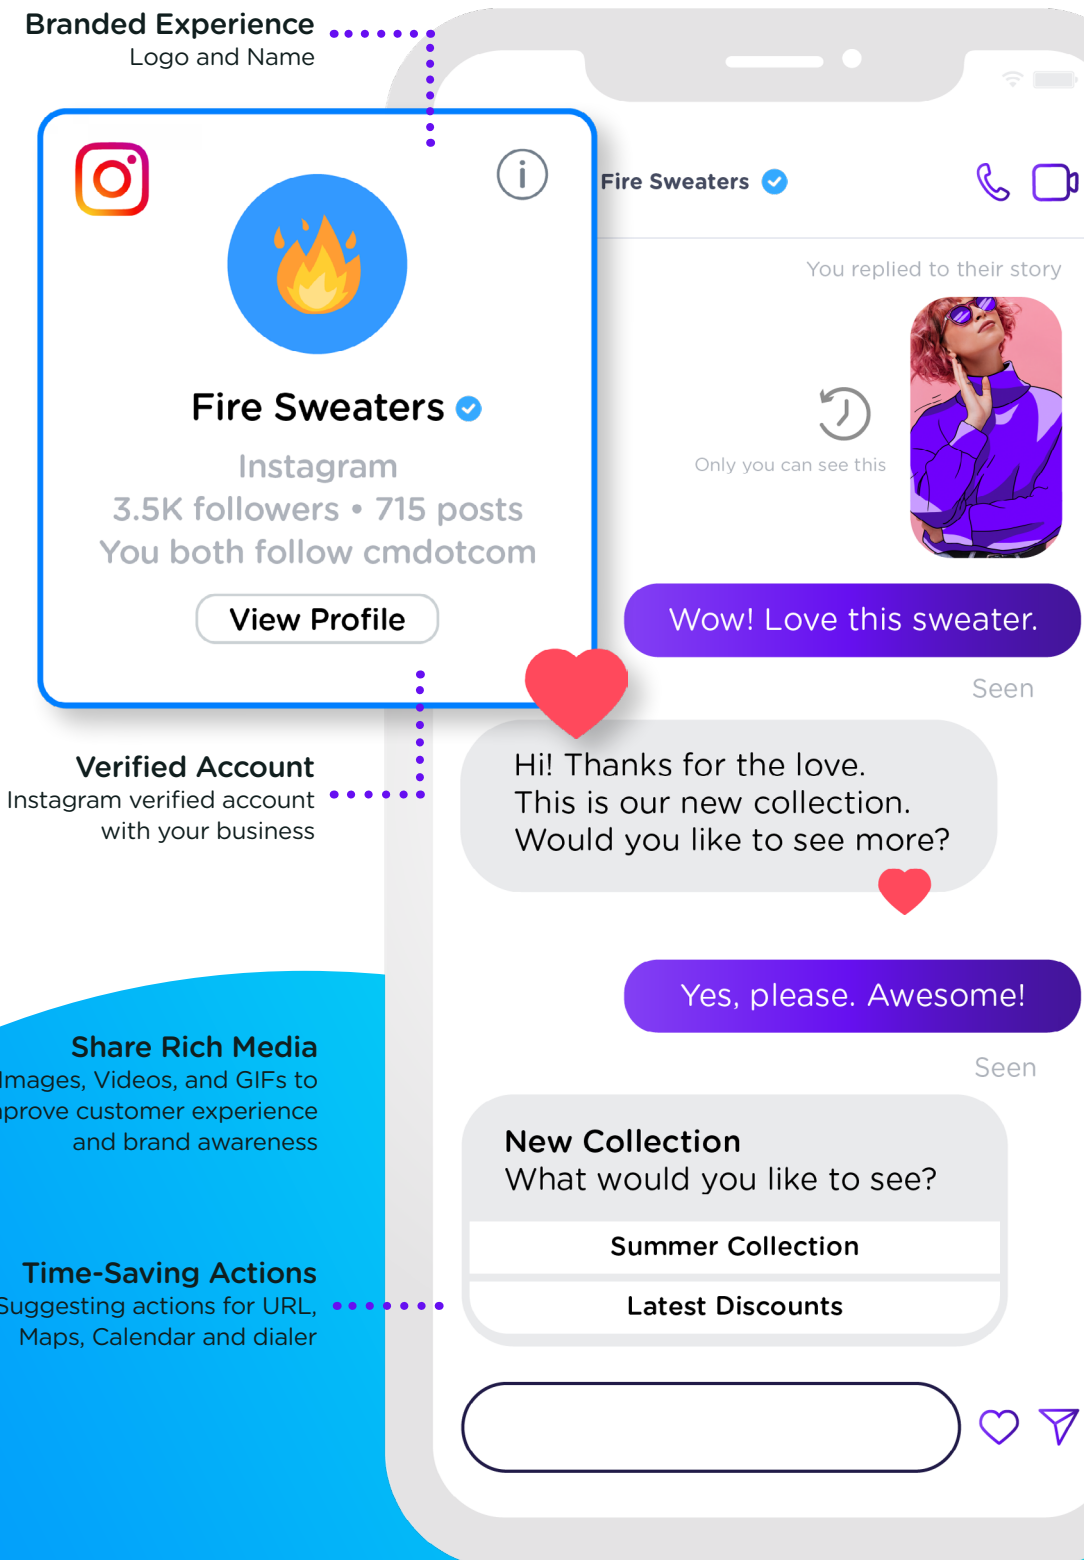 Branded Experience
Logo and Name
Fire Sweaters
You replied to their story
Only you can see this
Fire Sweaters
Instagram
3.5K followers • 715 posts
You both follow cmdotcom
View Profile
Wow! Love this sweater.
Seen
Verified Account
Instagram verified account
with your business
Hi! Thanks for the love.
This is our new collection.
Would you like to see more?
Yes, please. Awesome!
Seen
Share Rich Media
Images, Videos, and GIFs to
customer experience
and brand awareness
New Collection
What would you like to see?
Summer Collection
Latest Discounts
Time-Saving Actions
Suggesting actions for URL,
Maps, Calendar and dialer